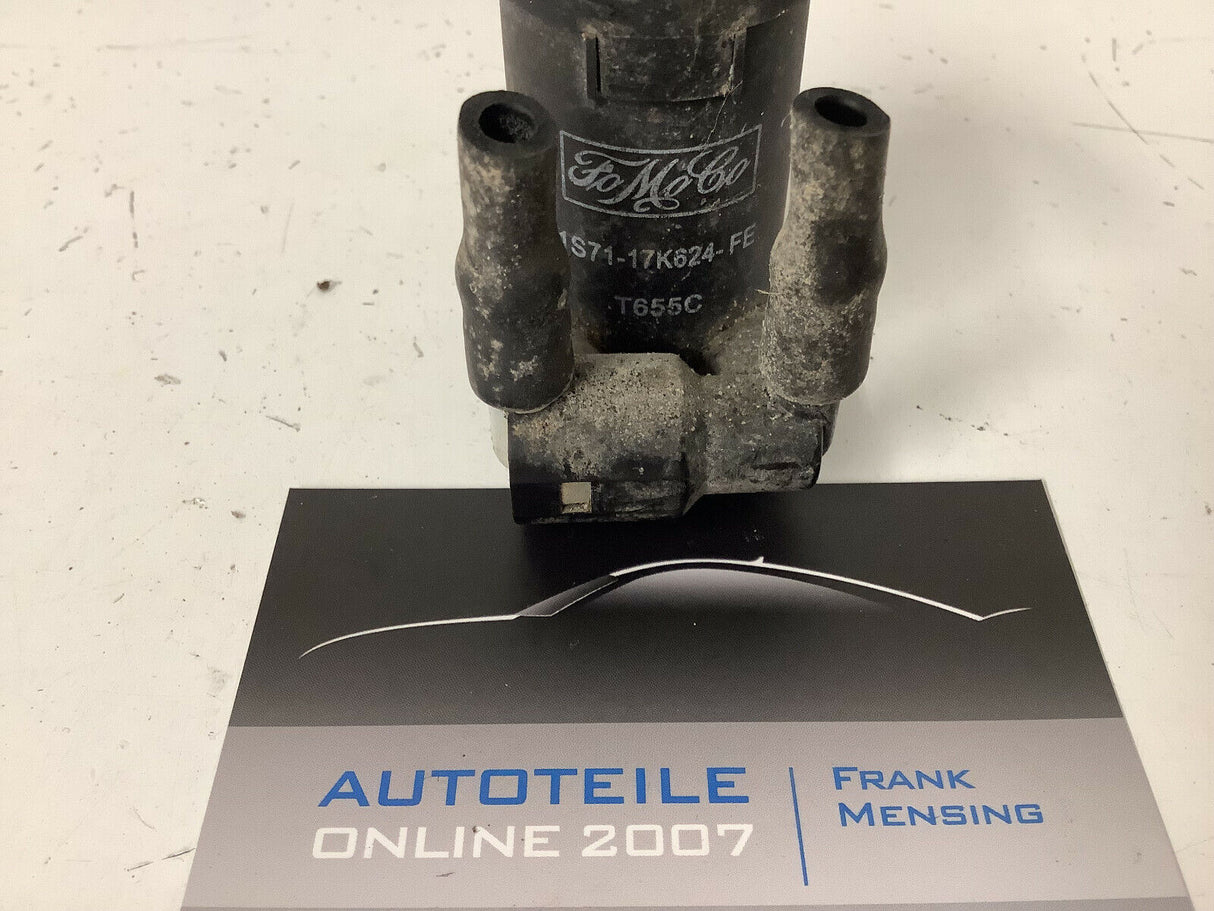 FoMoCo
1S71-17K624-FE
T655C
AUTOTEILE
ONLINE 2007
FRANK
MENSING